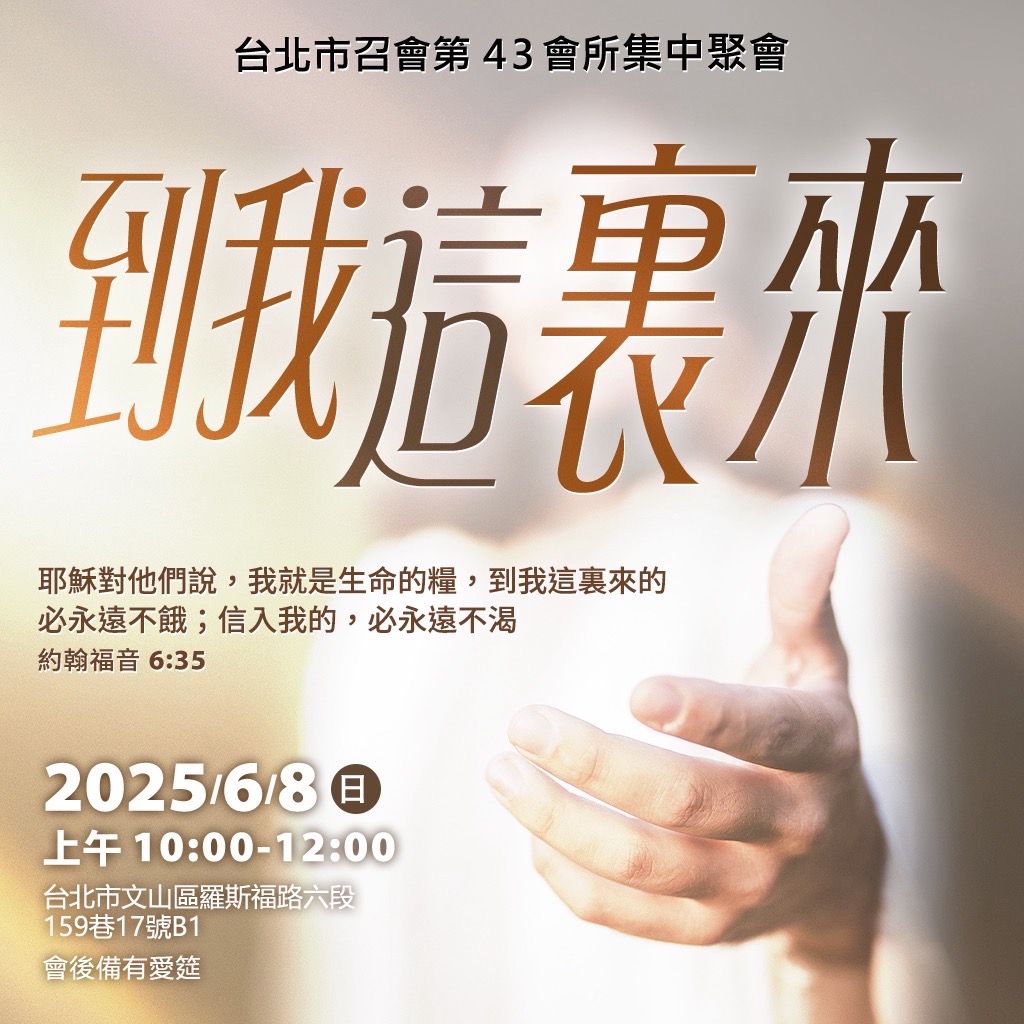 台北市召會第 43 會所集中聚會
到我這裏來
耶穌對他們說，我就是生命的糧，到我這裏來的
必永遠不餓；信入我的，必永遠不渴
約翰福音 6:35
2025/6/8 日
上午 10:00-12:00
台北市文山區羅斯福路六段
159巷17號B1
會後備有愛筵